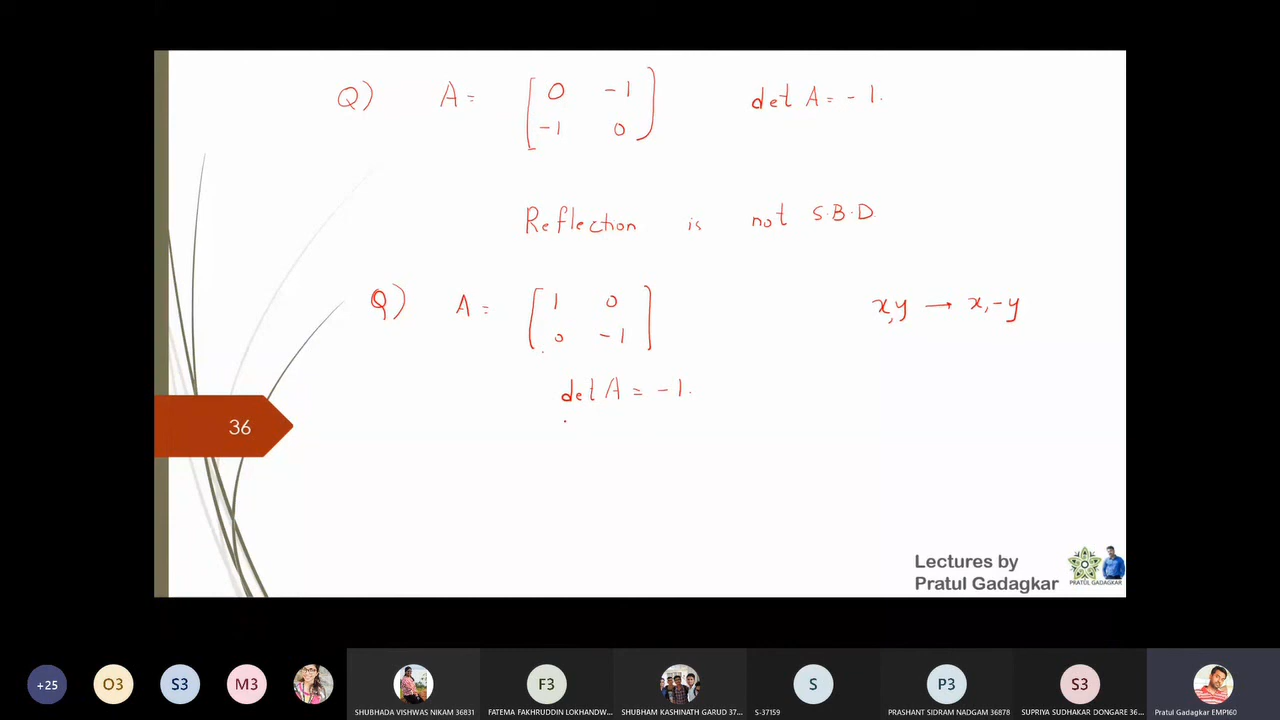 Q) A = [ 0 -1 det A = - 1.
-1 0 ]
Reflection is not S.B.D
Q) A = [ 1 0 x,y → x,-y
0 -1 ]
det A = -1.
36
Lectures by
Pratul Gadagkar
PRATUL GADAGKAR
+25 O3 S3 M3 F3 S P3 S3
SHUBHADA VISHWAS NIKAM 36831 FATEMA FAKHRUDDIN LOKHANDW... SHUBHAM KASHINATH GARUD 37... S-37159 PRASHANT SIDRAM NADGAM 36878 SUPRIYA SUDHAKAR DONGARE 36... Pratul Gadagkar EMP160